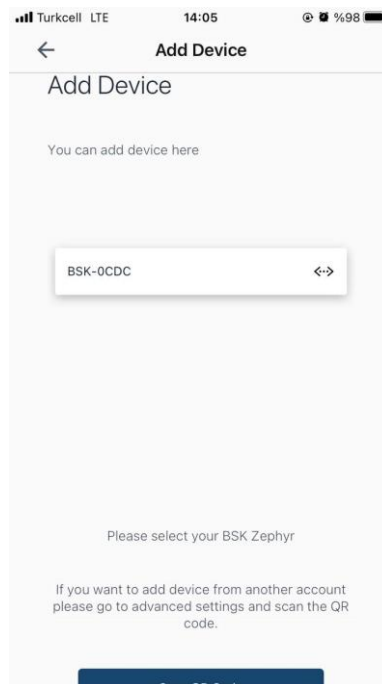 Turkcell LTE 14:05 %98
Add Device
Add Device
You can add device here
BSK-0CDC
Please select your BSK Zephyr
If you want to add device from another account
please go to advanced settings and scan the QR
code.